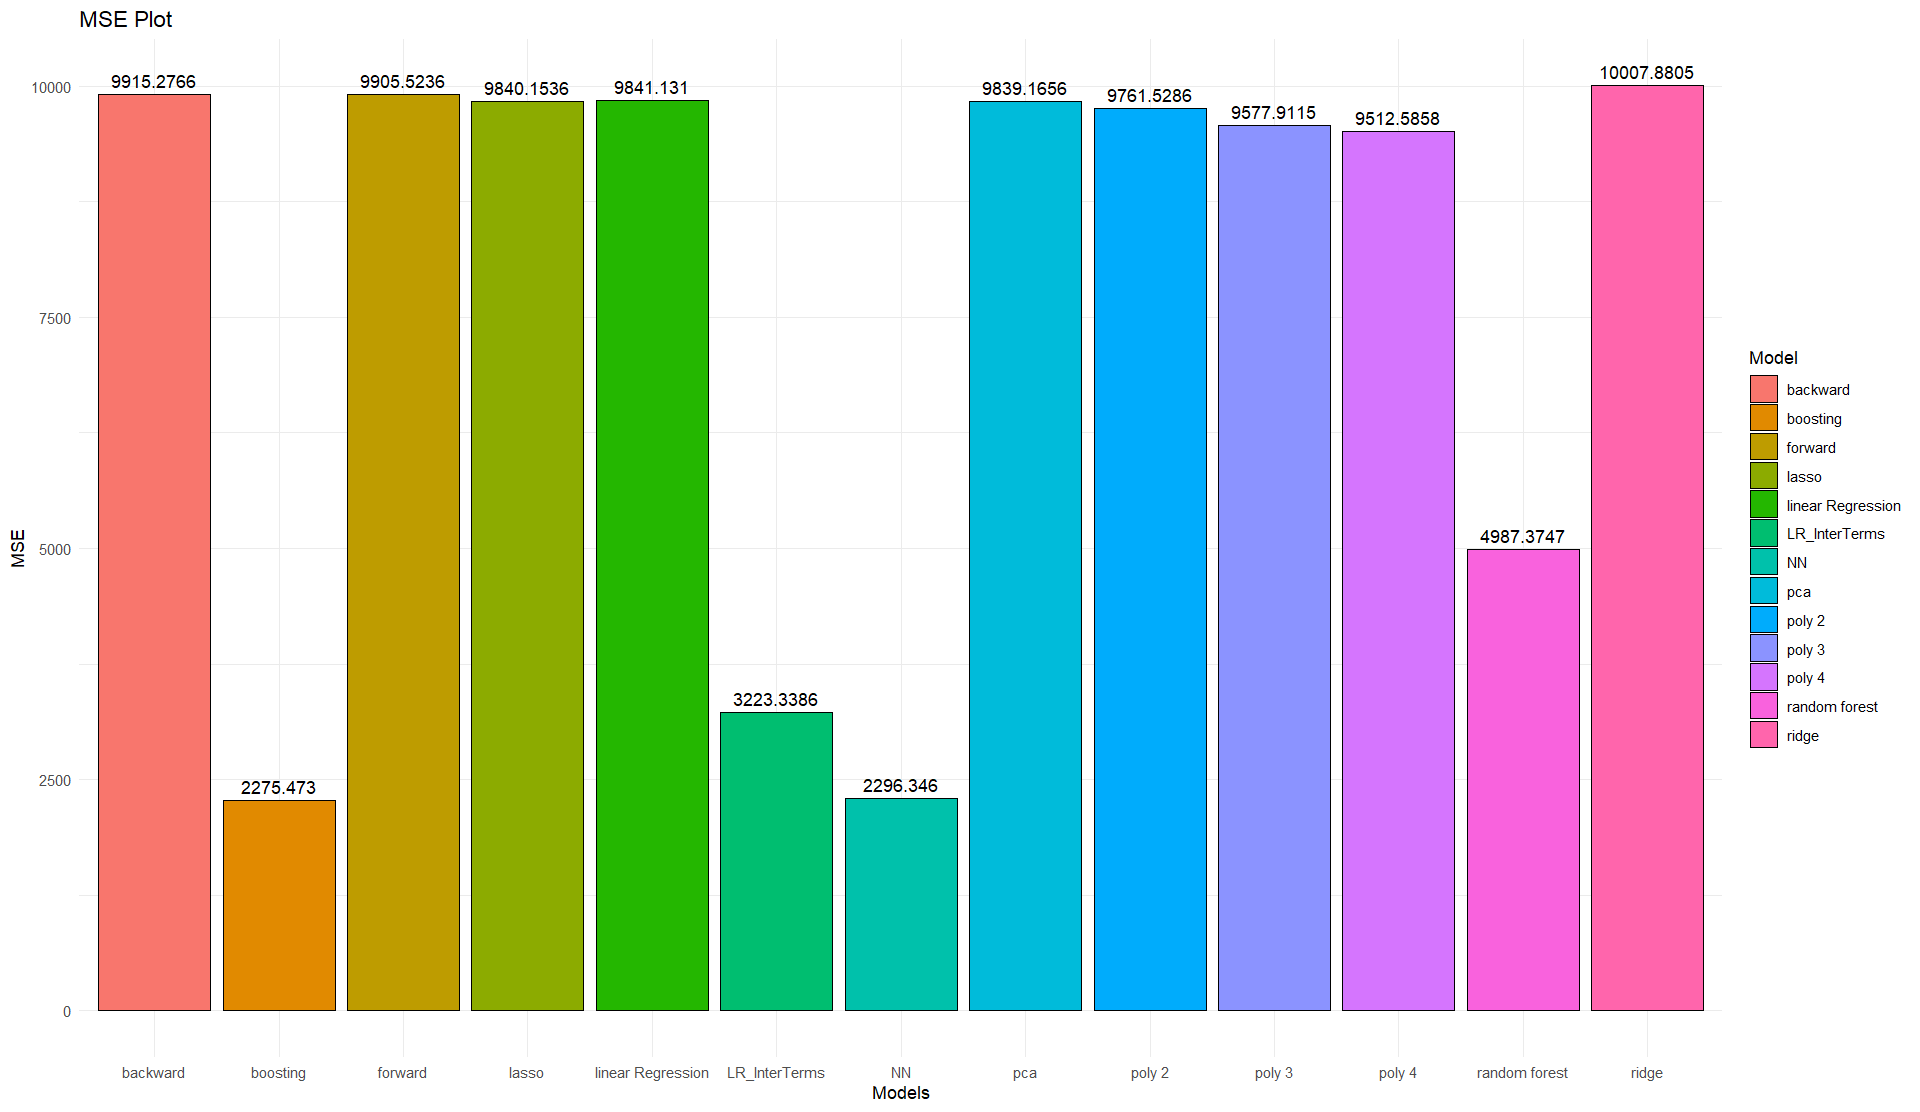 MSE Plot
10007.8805
9915.2766
9905.5236
9840.1536
9841.131
9839.1656
9761.5286
9577.9115
9512.5858
4987.3747
3223.3386
2275.473
2296.346
10000
7500
5000
2500
0
MSE
backward
boosting
forward
lasso
linear Regression
LR_InterTerms
NN
pca
poly 2
poly 3
poly 4
random forest
ridge
Models
Model
backward
boosting
forward
lasso
linear Regression
LR_InterTerms
NN
pca
poly 2
poly 3
poly 4
random forest
ridge